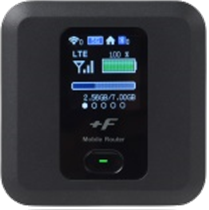 LTE 100 %
2.56GB/7.00GB
+F
Mobile Router